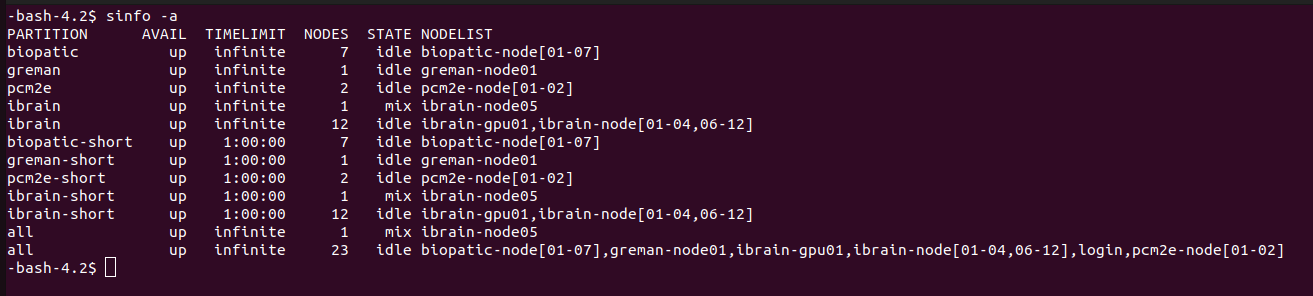 -bash-4.2$ sinfo -a
PARTITION      AVAIL  TIMELIMIT  NODES  STATE NODELIST
biopatic          up   infinite      7   idle biopatic-node[01-07]
greman            up   infinite      1   idle greman-node01
pcm2e             up   infinite      2   idle pcm2e-node[01-02]
ibrain            up   infinite      1    mix ibrain-node05
ibrain            up   infinite     12   idle ibrain-gpu01,ibrain-node[01-04,06-12]
biopatic-short    up    1:00:00      7   idle biopatic-node[01-07]
greman-short      up    1:00:00      1   idle greman-node01
pcm2e-short       up    1:00:00      2   idle pcm2e-node[01-02]
ibrain-short      up    1:00:00      1    mix ibrain-node05
ibrain-short      up    1:00:00     12   idle ibrain-gpu01,ibrain-node[01-04,06-12]
all               up   infinite      1    mix ibrain-node05
all               up   infinite     23   idle biopatic-node[01-07],greman-node01,ibrain-gpu01,ibrain-node[01-04,06-12],login,pcm2e-node[01-02]
-bash-4.2$